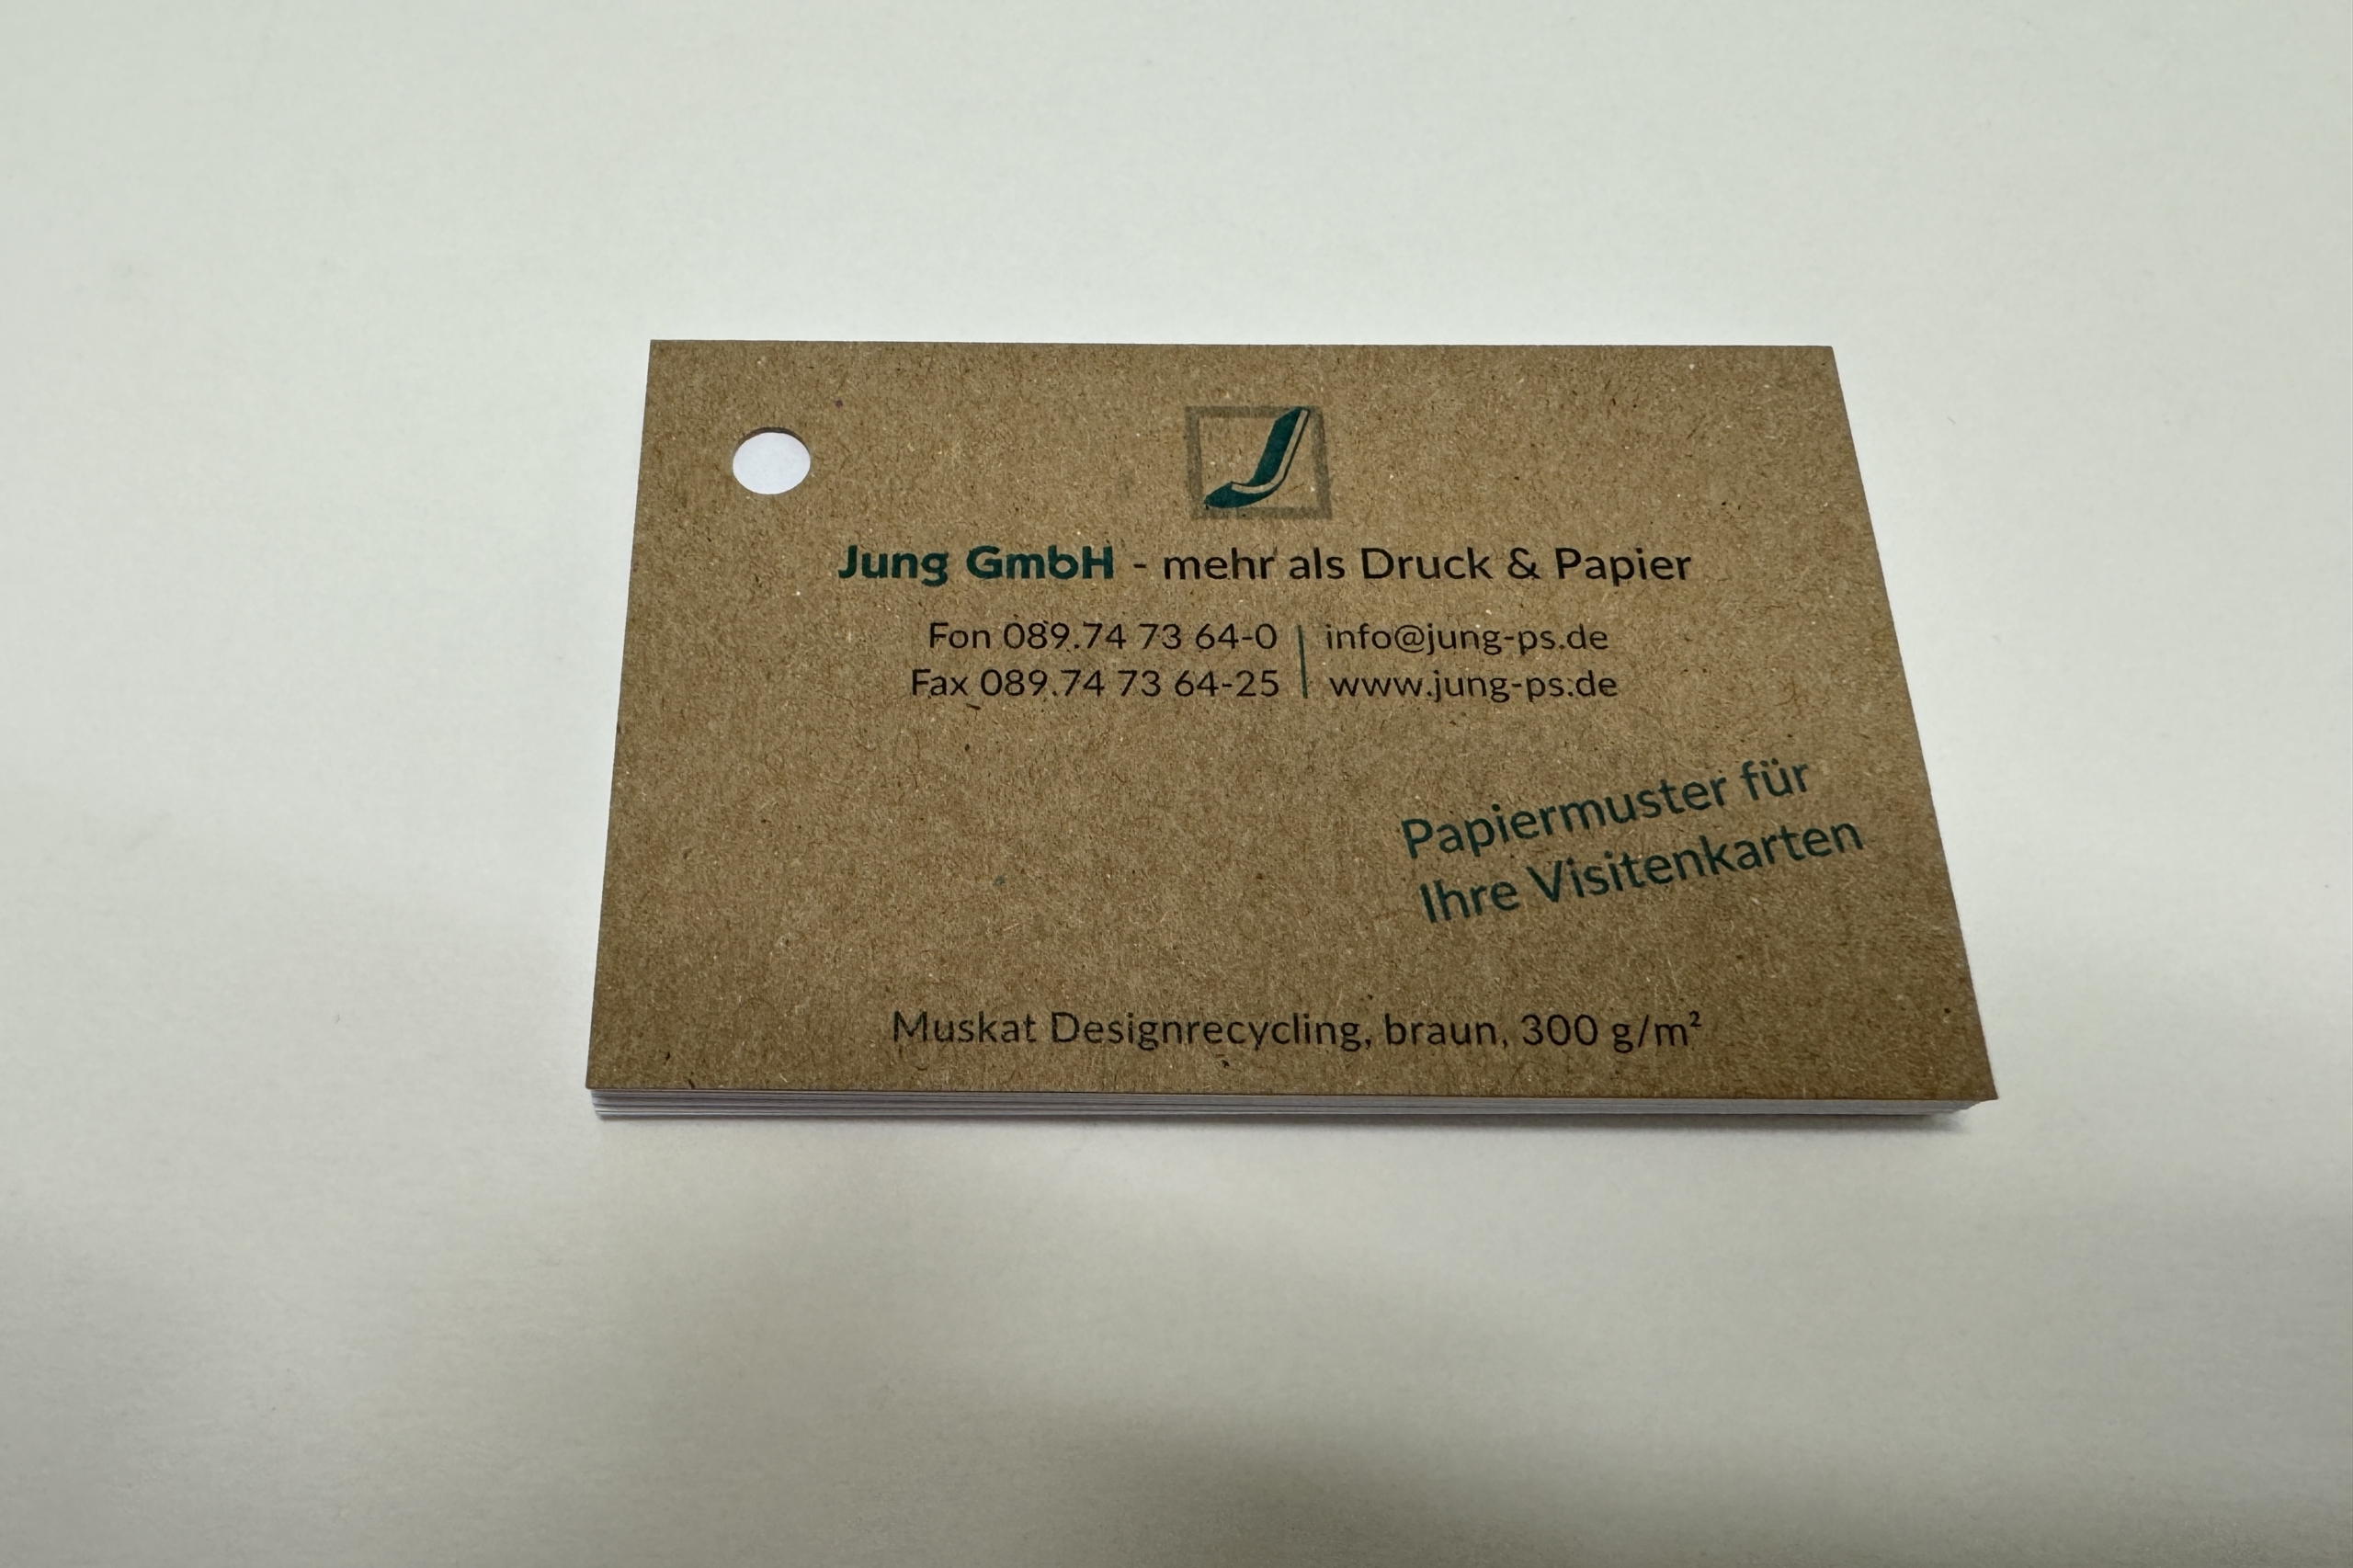 J
Jung GmbH - mehr als Druck & Papier
Fon 089.74 73 64-0 | info@jung-ps.de
Fax 089.74 73 64-25 | www.jung-ps.de
Papiermuster für
Ihre Visitenkarten
Muskat Designrecycling, braun, 300 g/m²